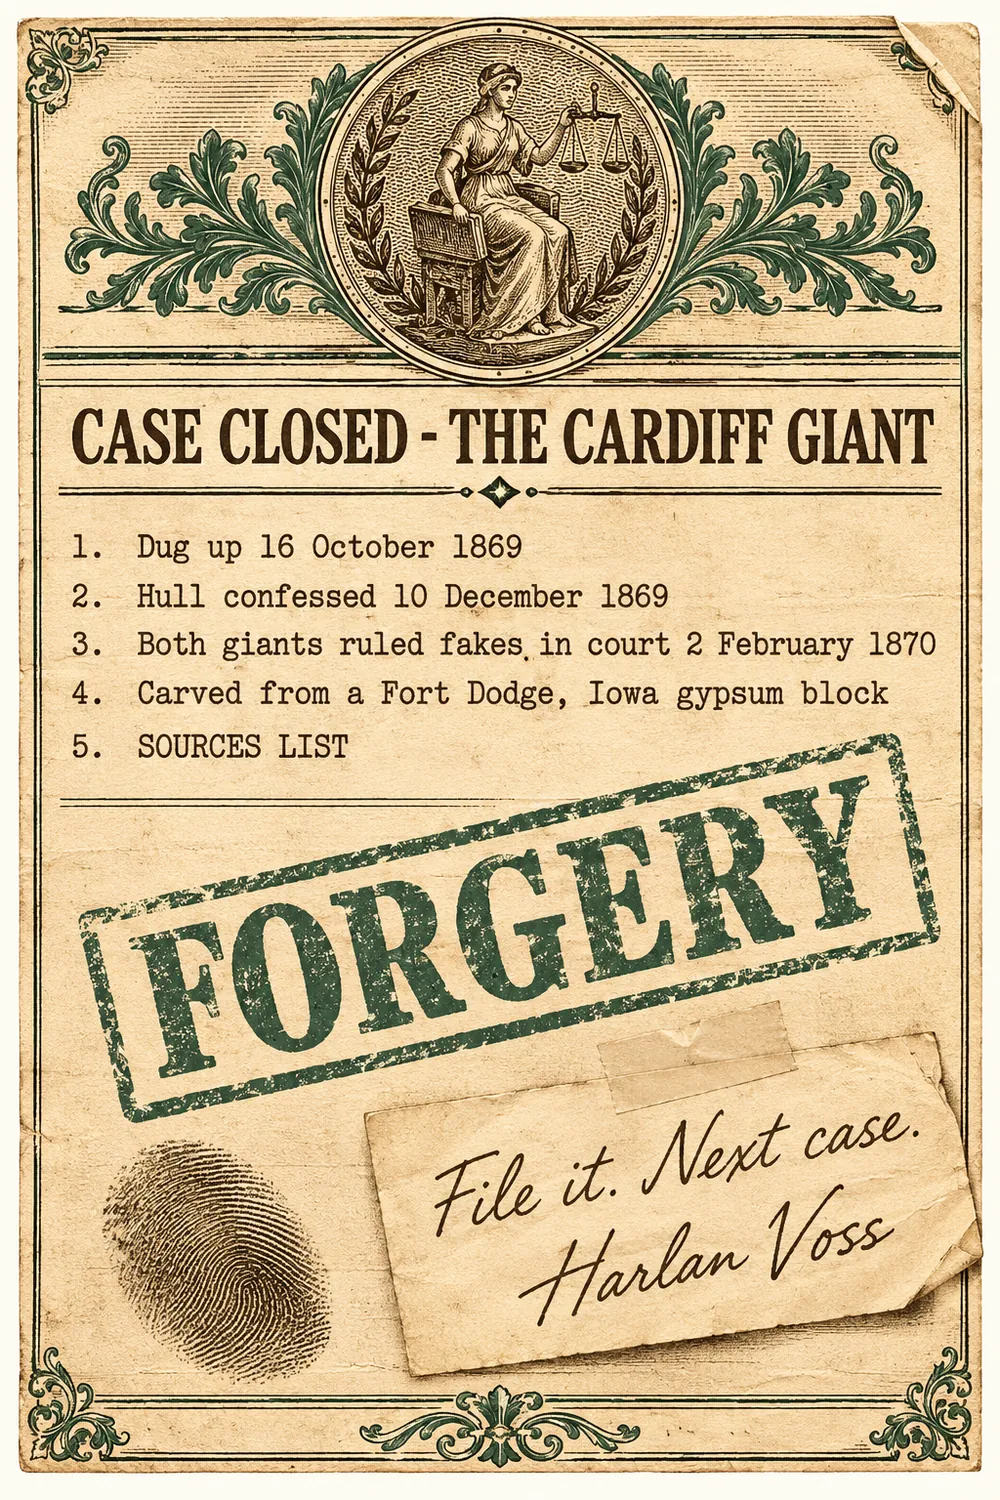 CASE CLOSED - THE CARDIFF GIANT
1. Dug up 16 October 1869
2. Hull confessed 10 December 1869
3. Both giants ruled fakes in court 2 February 1870
4. Carved from a Fort Dodge, Iowa gypsum block
5. SOURCES LIST
FORGERY
File it. Next case.
Harlan Voss